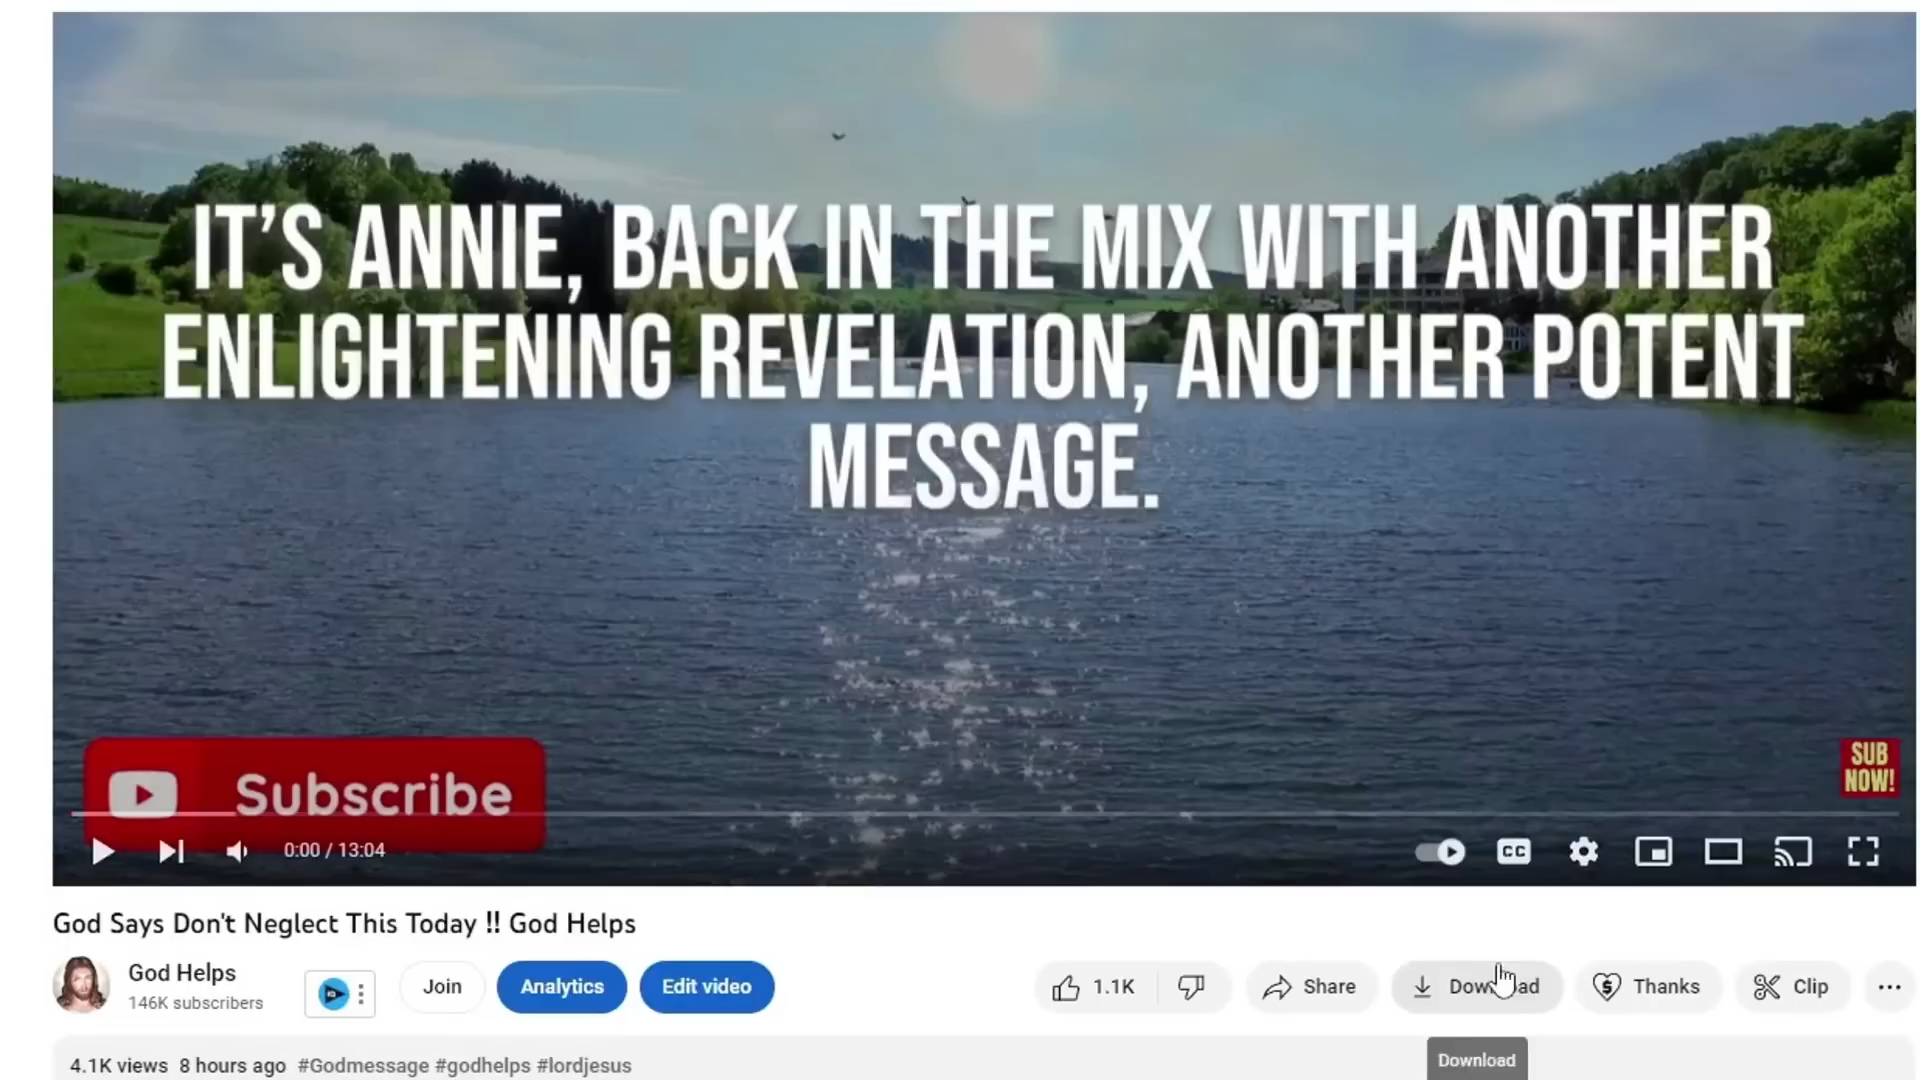 IT'S ANNIE, BACK IN THE MIX WITH ANOTHER
ENLIGHTENING REVELATION, ANOTHER POTENT
MESSAGE.
Subscribe
SUB
NOW!
0:00 / 13:04
CC
God Says Don't Neglect This Today !! God Helps
God Helps
146K subscribers
Join
Analytics
Edit video
1.1K
Share
Download
Thanks
Clip
4.1K views 8 hours ago #Godmessage #godhelps #lordjesus
Download